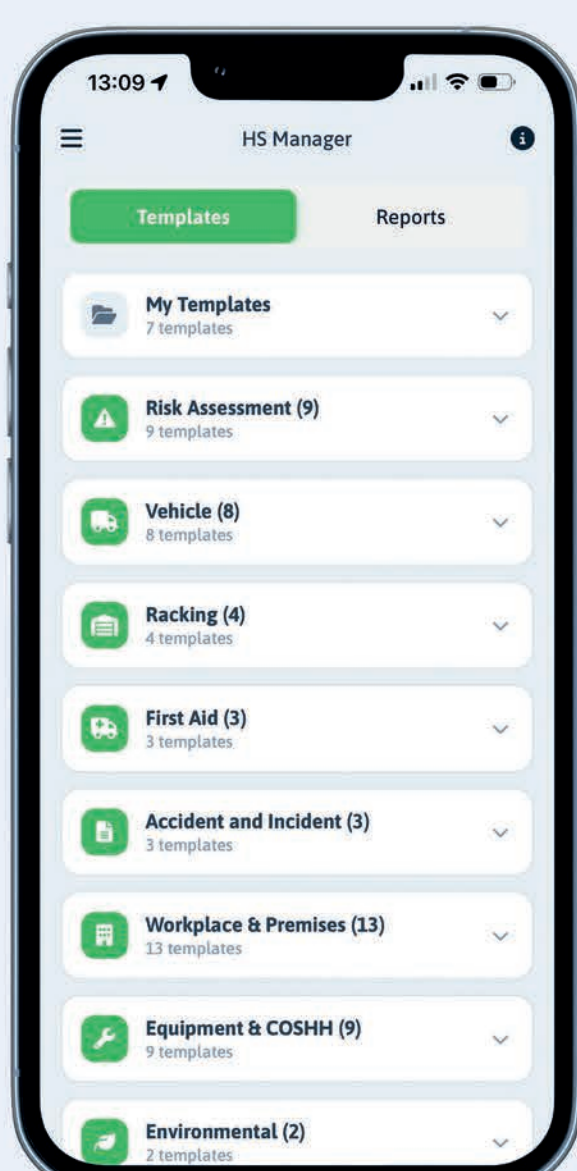 13:09
HS Manager
Templates Reports
My Templates
7 templates
Risk Assessment (9)
9 templates
Vehicle (8)
8 templates
Racking (4)
4 templates
First Aid (3)
3 templates
Accident and Incident (3)
3 templates
Workplace & Premises (13)
13 templates
Equipment & COSHH (9)
9 templates
Environmental (2)
2 templates